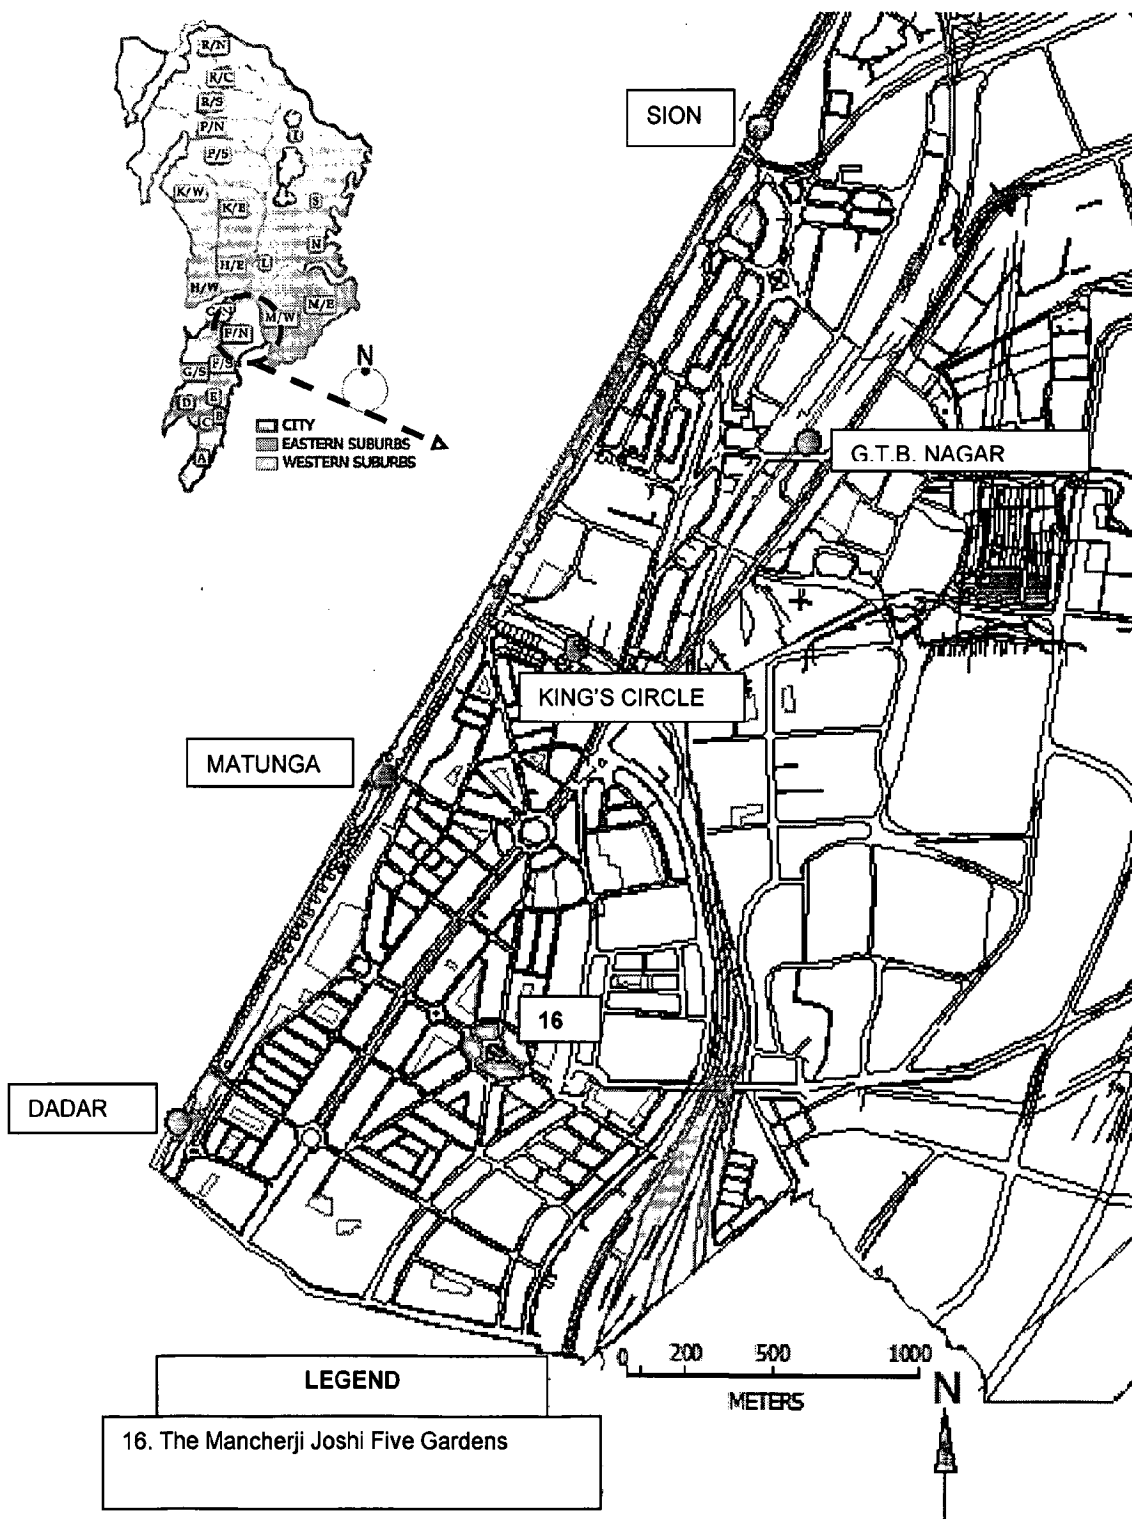 R/N
R/C
R/S
P/N
P/S
T
K/W
K/E
S
N
H/E
L
H/W
M/E
M/W
F/N
F/S
G/S
E
D
B
C
A
N
CITY
EASTERN SUBURBS
WESTERN SUBURBS
SION
G.T.B. NAGAR
KING'S CIRCLE
MATUNGA
16
DADAR
0 200 500 1000
METERS
N
LEGEND
16. The Mancherji Joshi Five Gardens